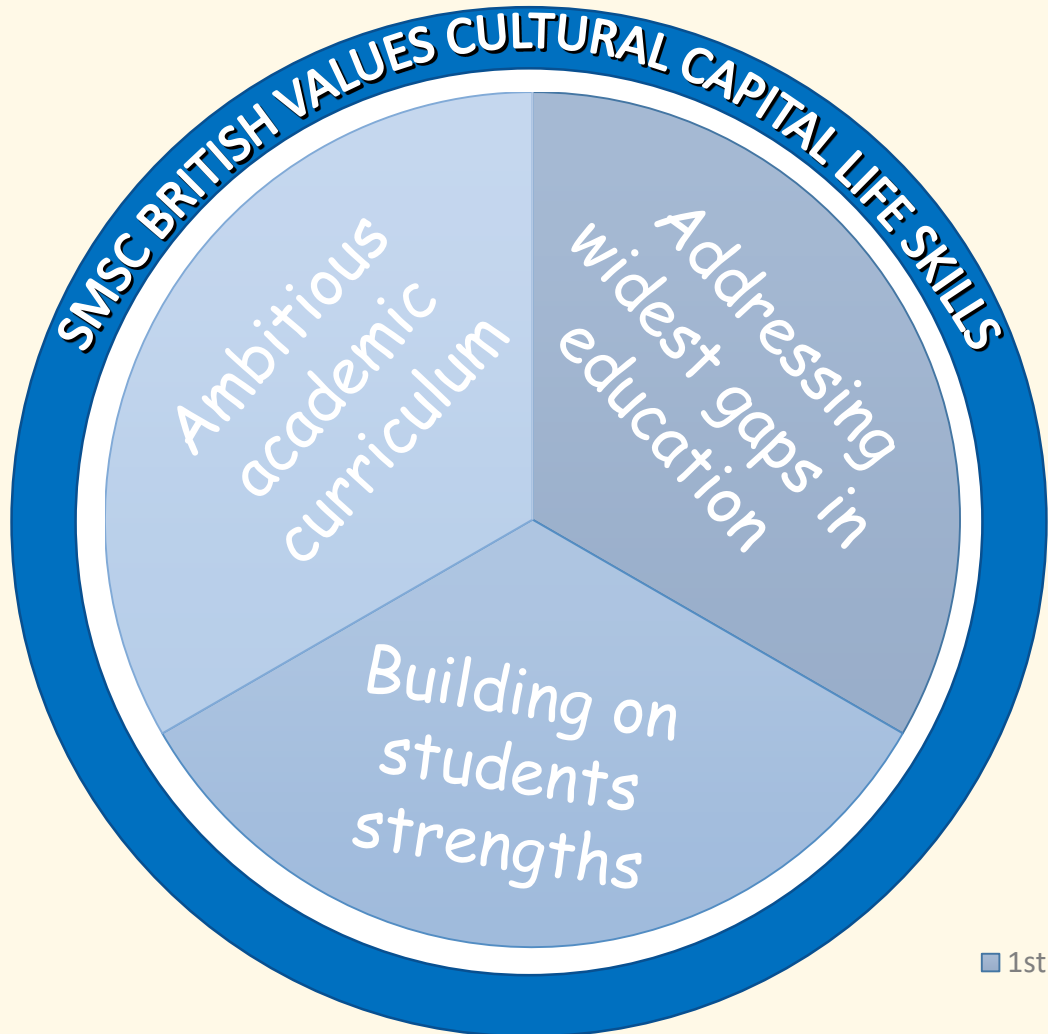 SMSC BRITISH VALUES CULTURAL CAPITAL LIFE SKILLS
Ambitious
academic
curriculum
Addressing
widest gaps in
education
Building on
students
strengths
1st